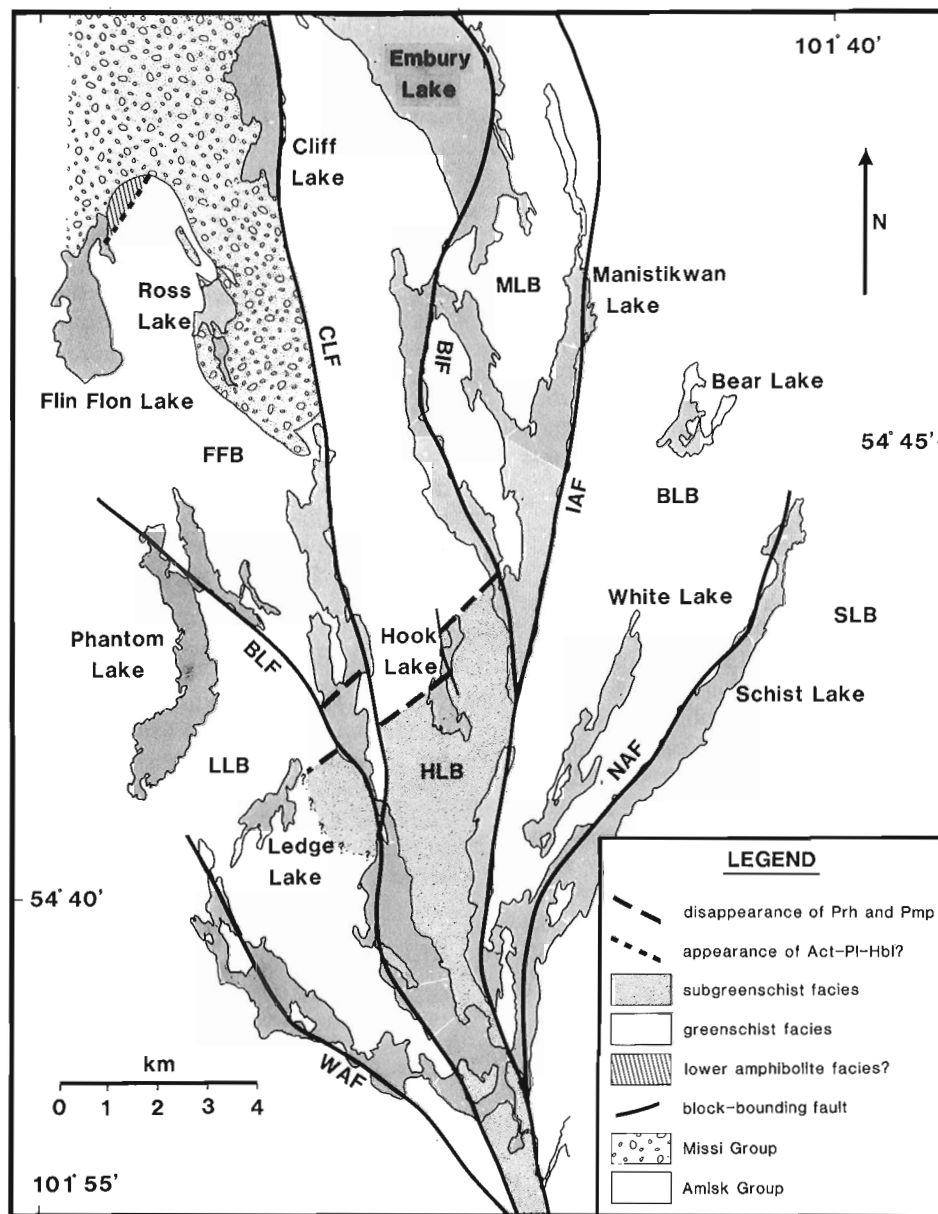 101° 40'
Embury
Lake
Cliff
Lake
N
Ross
Lake
MLB
Manistikwan
Lake
CLF
BIF
Bear Lake
Flin Flon Lake
54° 45'
FFB
IAF
BLB
White Lake
SLB
Phantom
Lake
BLF
Hook
Lake
Schist Lake
NAF
LLB
HLB
? ? ? ? ?
Ledge
Lake
54° 40'
WAF
km
0 1 2 3 4
101° 55'
LEGEND
disappearance of Prh and Pmp
appearance of Act-Pl-Hbl?
subgreenschist facies
greenschist facies
lower amphibolite facies?
block-bounding fault
Missi Group
Amisk Group